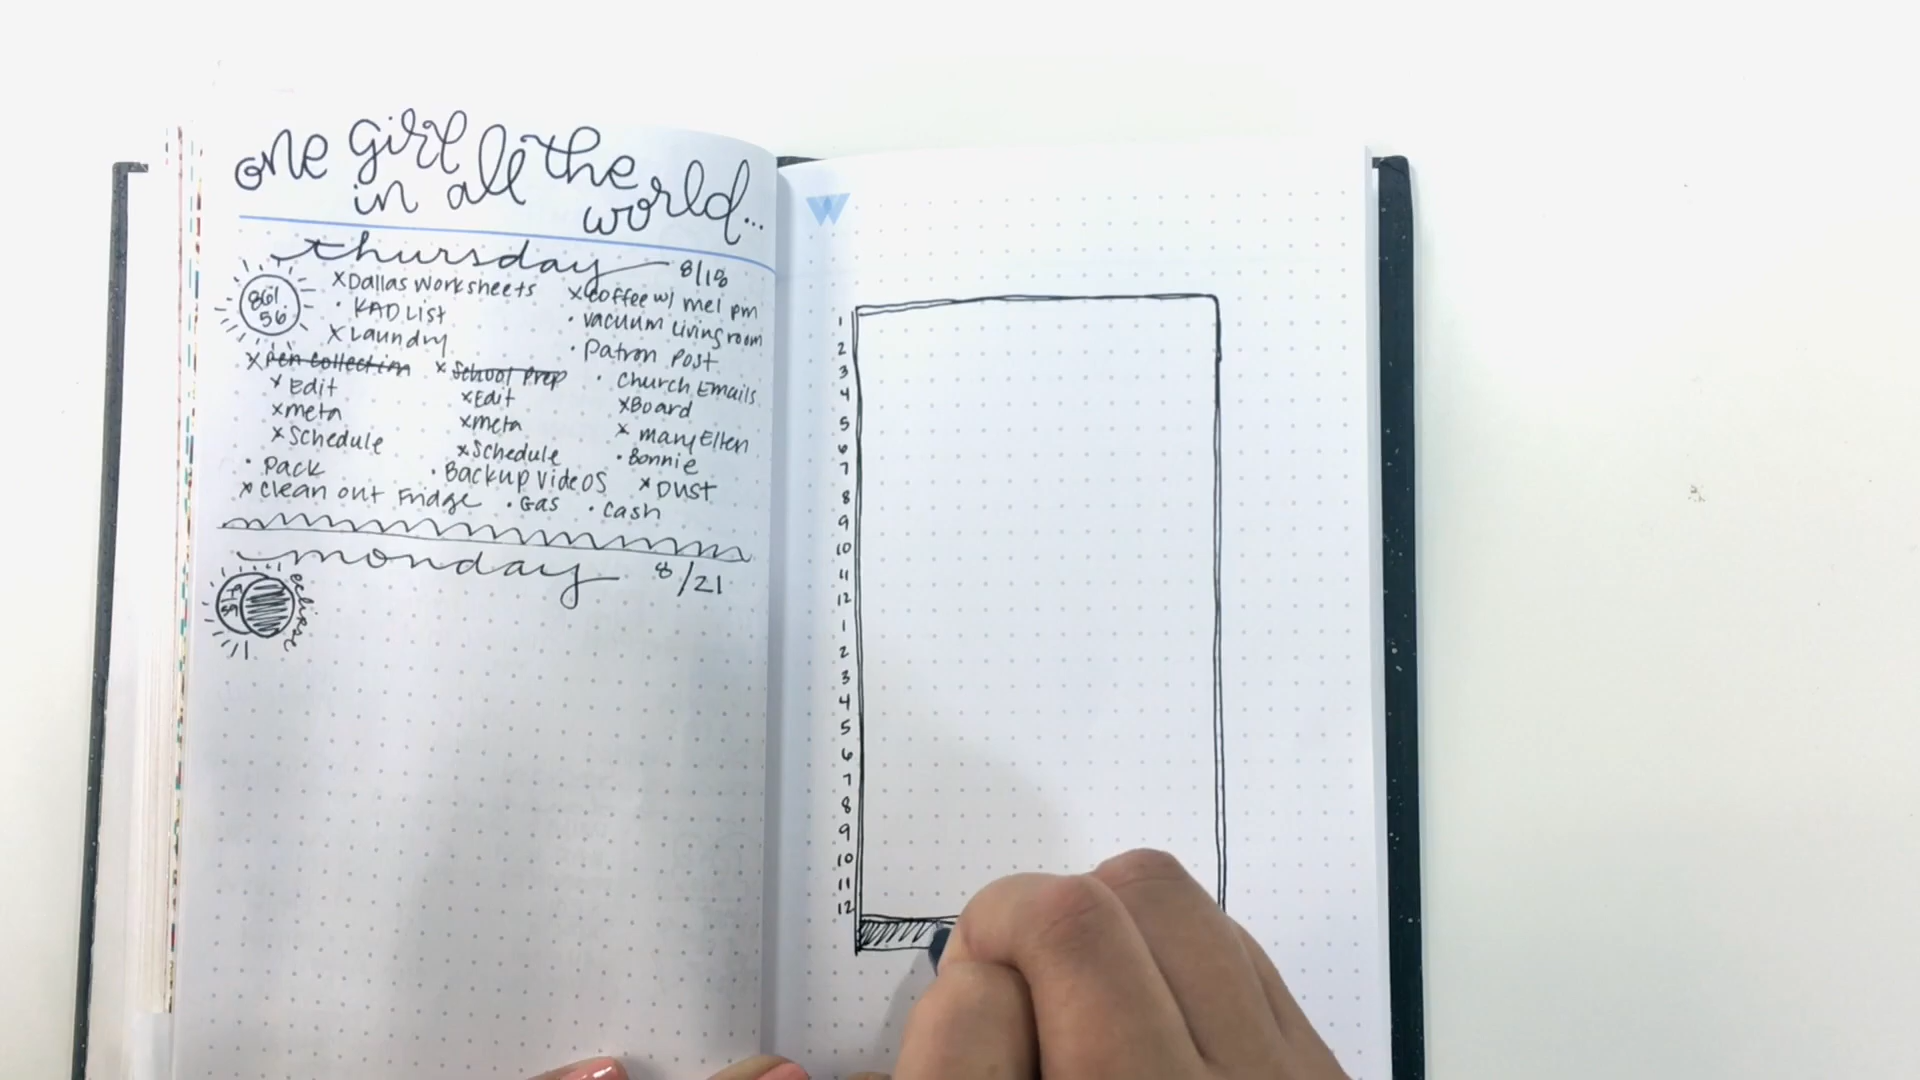 one girl
in all the
world...
thursday 8/18
861.
56
x Dallas Worksheets
x coffee w/ mel pm
· KAD List
· vacuum living room
x Laundry
· Patron Post
x Pen Collection
x School Prep
· Church Emails
x Edit
x Edit
x Board
x meta
x meta
x mary Ellen
x Schedule
x Schedule
· Bonnie
· Pack
· Backup Videos
x Dust
x clean out Fridge
· Gas
· Cash
monday 8/21
eclipse
W
1
2
3
4
5
6
7
8
9
10
11
12
1
2
3
4
5
6
7
8
9
10
11
12